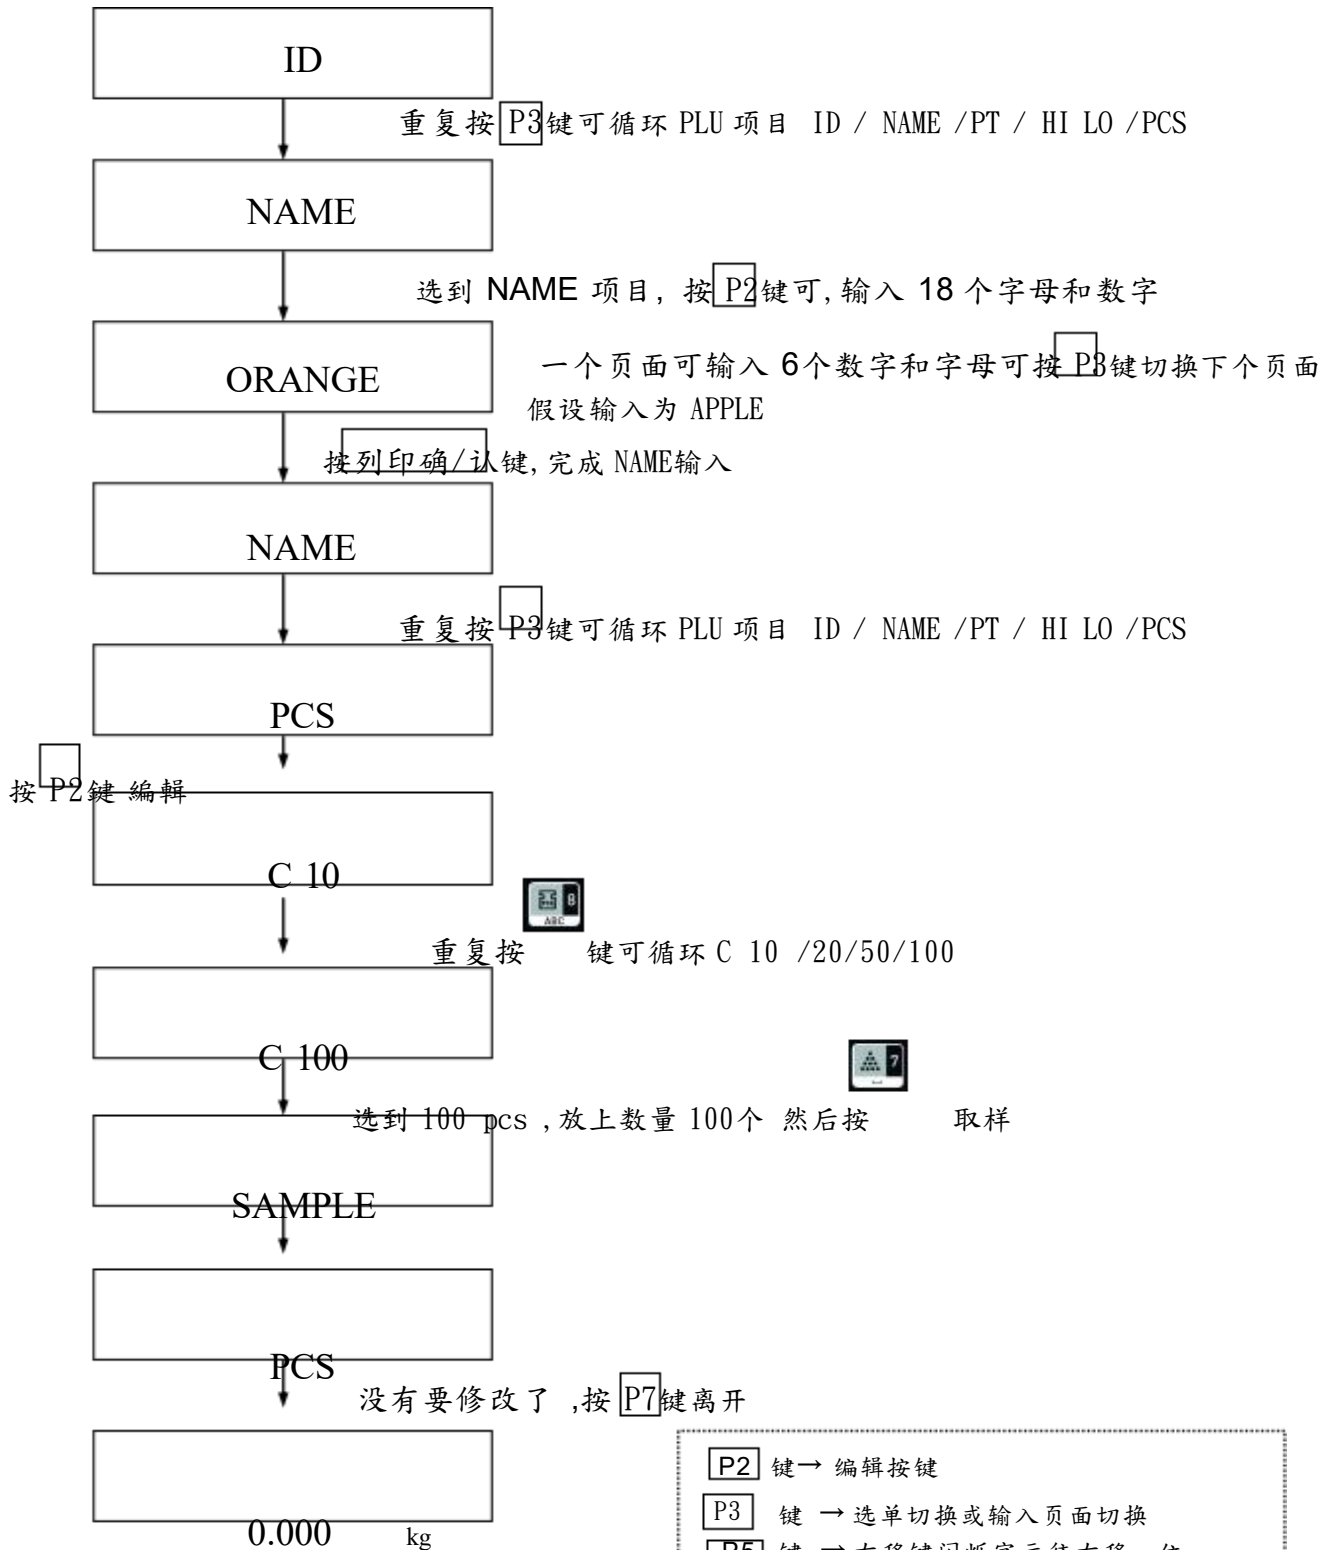 ID
重复按 P3键可循环 PLU 项目 ID / NAME /PT / HI LO /PCS
NAME
选到 NAME 项目, 按 P2键可,输入 18 个字母和数字
ORANGE
一个页面可输入 6个数字和字母可按 P3键切换下个页面
假设输入为 APPLE
按列印确/认键,完成 NAME输入
NAME
重复按 P3键可循环 PLU 项目 ID / NAME /PT / HI LO /PCS
PCS
按 P2鍵 編輯
C 10
8
ABC
重复按 键可循环 C 10 /20/50/100
C 100
7
选到 100 pcs ,放上数量 100个 然后按 取样
SAMPLE
PCS
没有要修改了 ,按 P7键离开
0.000 kg
P2 键→ 编辑按键
P3 键 →选单切换或输入页面切换
P5 键 →